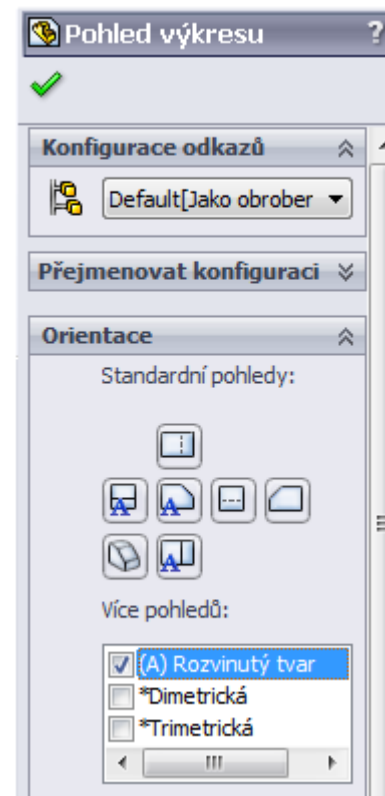 Pohled výkresu ?
Konfigurace odkazů
Default[Jako obrober
Přejmenovat konfiguraci
Orientace
Standardní pohledy:
A A
A
Více pohledů:
(A) Rozvinutý tvar
*Dimetrická
*Trimetrická